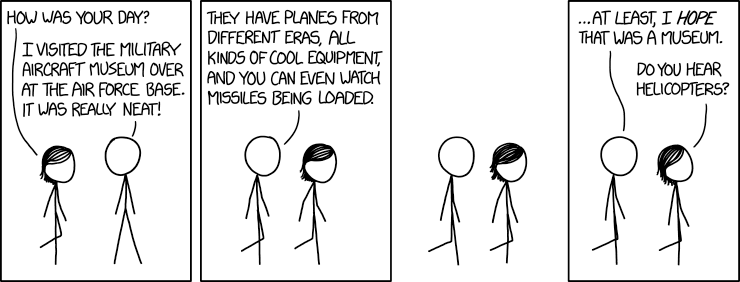 HOW WAS YOUR DAY?
I VISITED THE MILITARY
AIRCRAFT MUSEUM OVER
AT THE AIR FORCE BASE.
IT WAS REALLY NEAT!
THEY HAVE PLANES FROM
DIFFERENT ERAS, ALL
KINDS OF COOL EQUIPMENT,
AND YOU CAN EVEN WATCH
MISSILES BEING LOADED.
...AT LEAST, I HOPE
THAT WAS A MUSEUM.
DO YOU HEAR
HELICOPTERS?